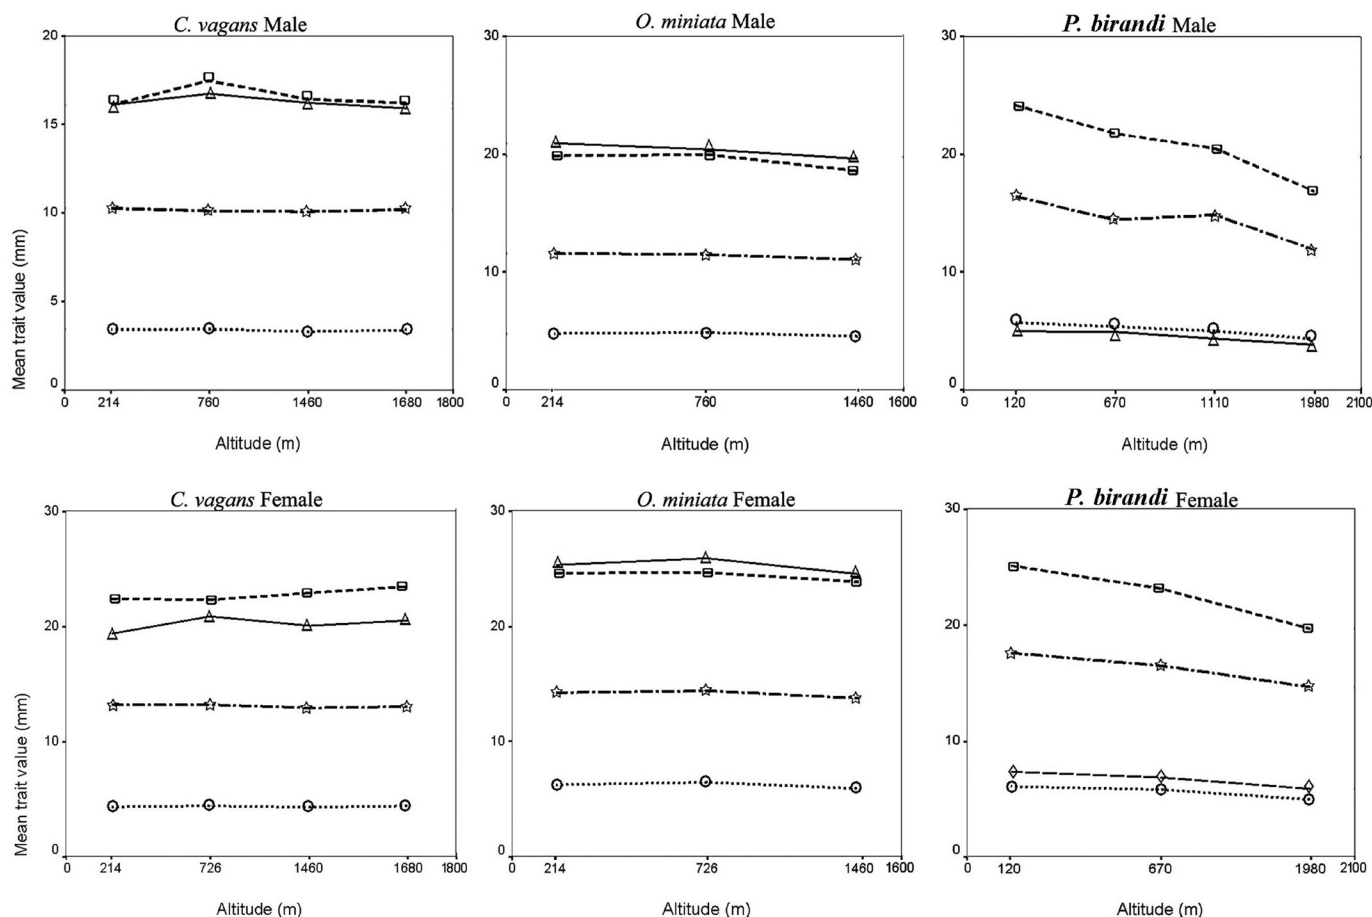 C. vagans Male
O. miniata Male
P. birandi Male
20
15
10
5
0
Mean trait value (mm)
0 214 760 1460 1680 1800
Altitude (m)
30
20
10
0
0 214 760 1460 1600
Altitude (m)
30
20
10
0
0 120 670 1110 1980 2100
Altitude (m)
C. vagans Female
O. miniata Female
P. birandi Female
30
20
10
0
Mean trait value (mm)
0 214 726 1460 1680 1800
Altitude (m)
30
20
10
0
0 214 726 1460 1600
Altitude (m)
30
20
10
0
0 120 670 1980 2100
Altitude (m)